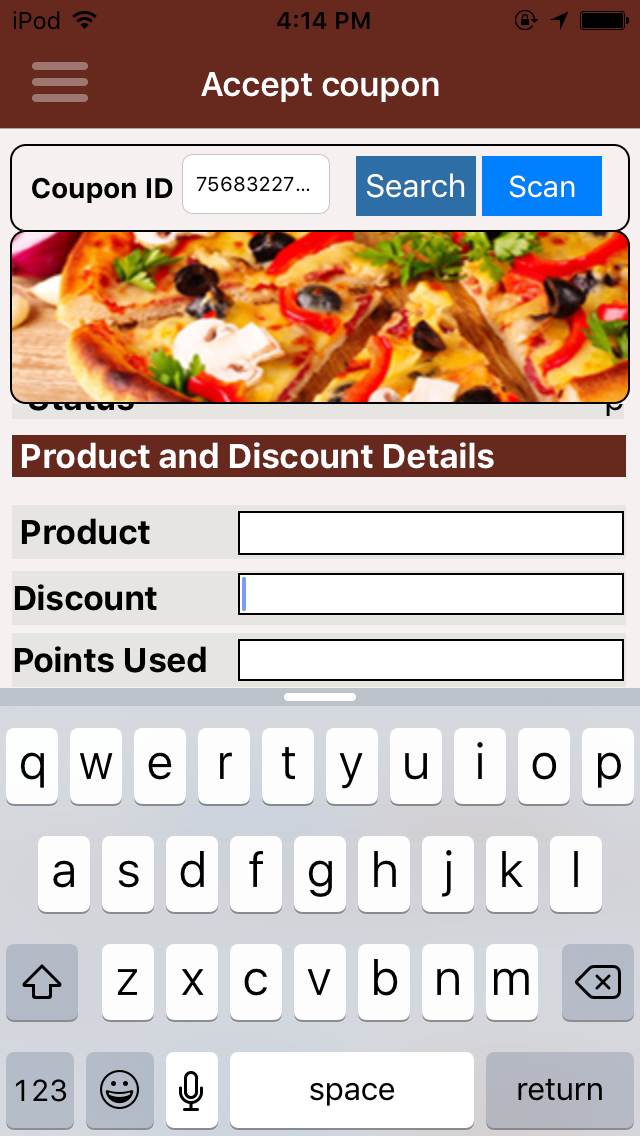 iPod 4:14 PM
Accept coupon
Coupon ID 75683227... Search Scan
Status p
Product and Discount Details
Product
Discount
Points Used
q w e r t y u i o p
a s d f g h j k l
z x c v b n m
123 space return